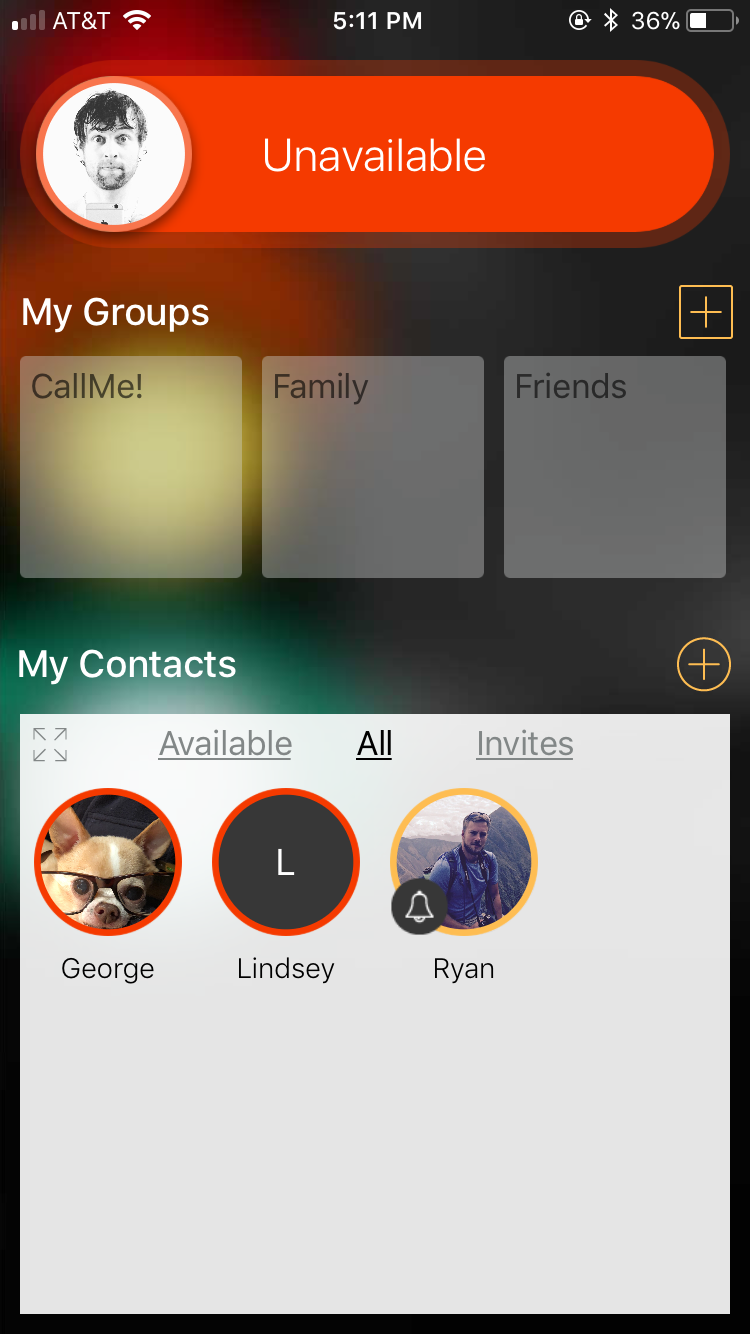 AT&T 5:11 PM 36%
Unavailable
My Groups
CallMe! Family Friends
My Contacts
Available All Invites
L
George Lindsey Ryan